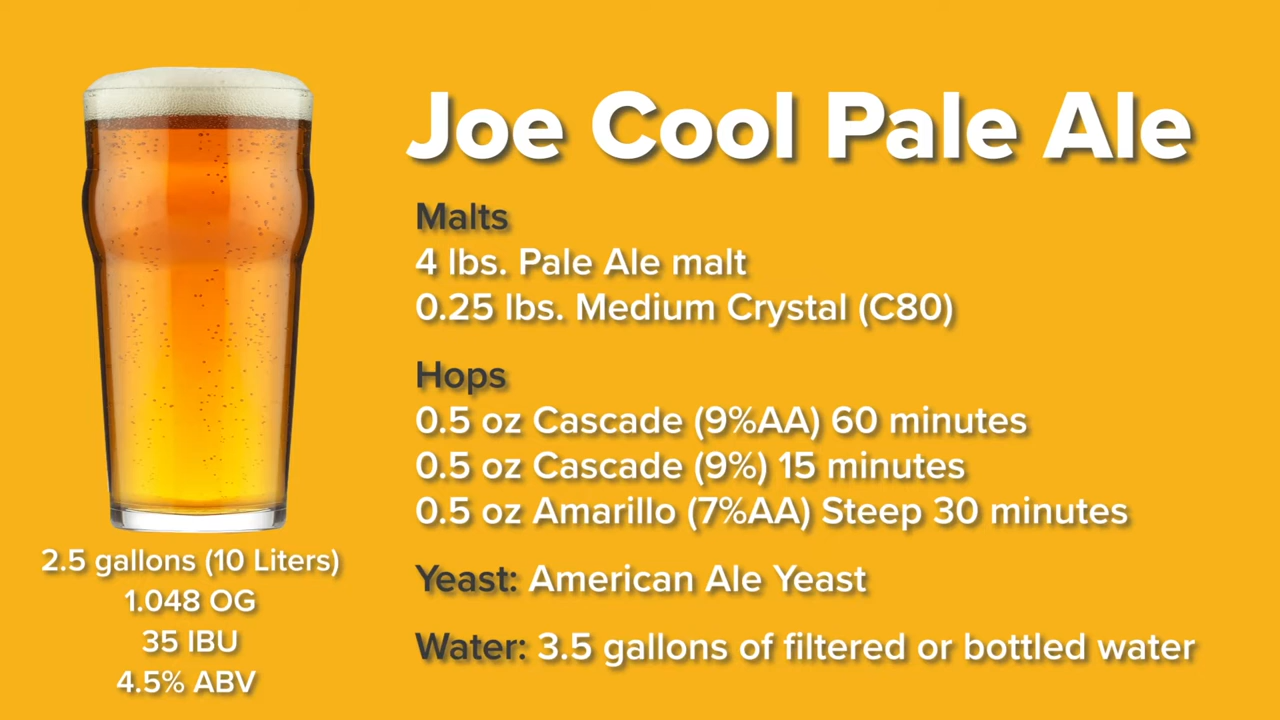 Joe Cool Pale Ale
Malts
4 lbs. Pale Ale malt
0.25 lbs. Medium Crystal (C80)
Hops
0.5 oz Cascade (9%AA) 60 minutes
0.5 oz Cascade (9%) 15 minutes
0.5 oz Amarillo (7%AA) Steep 30 minutes
Yeast: American Ale Yeast
Water: 3.5 gallons of filtered or bottled water
2.5 gallons (10 Liters)
1.048 OG
35 IBU
4.5% ABV